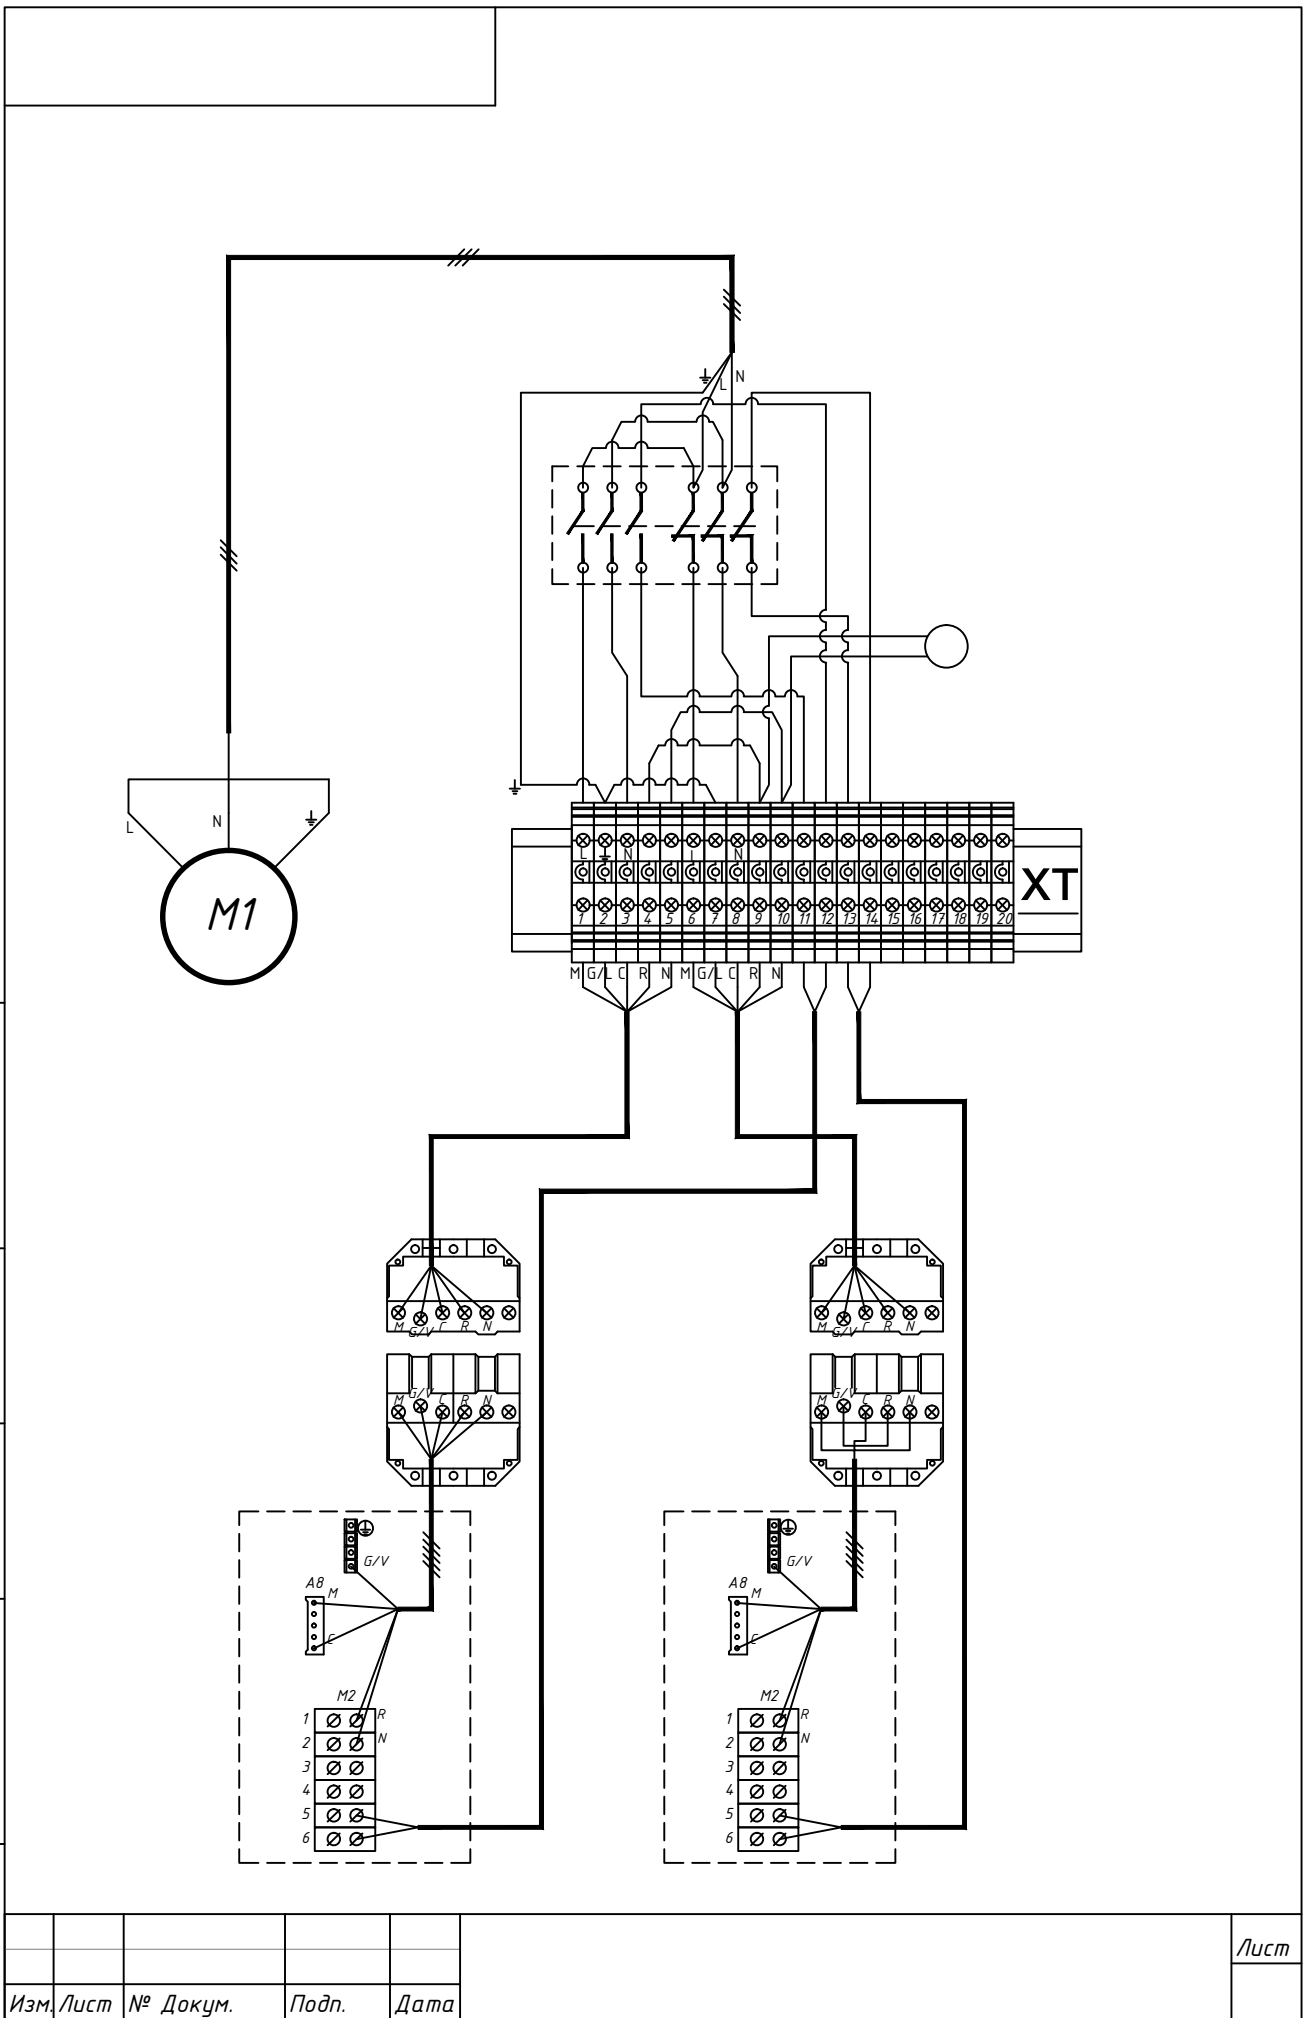 L N
L N
M1
L N L N
XT
1 2 3 4 5 6 7 8 9 10 11 12 13 14 15 16 17 18 19 20
M G/L C R N M G/L C R N
M G/V C R N
M G/V C R N
M G/V C R N
M G/V C R N
G/V
G/V
A8 M
A8 M
C
C
M2
M2
1 R
1 R
2 N
2 N
3
3
4
4
5
5
6
6
Лист
Изм. Лист № Докум. Подп. Дата